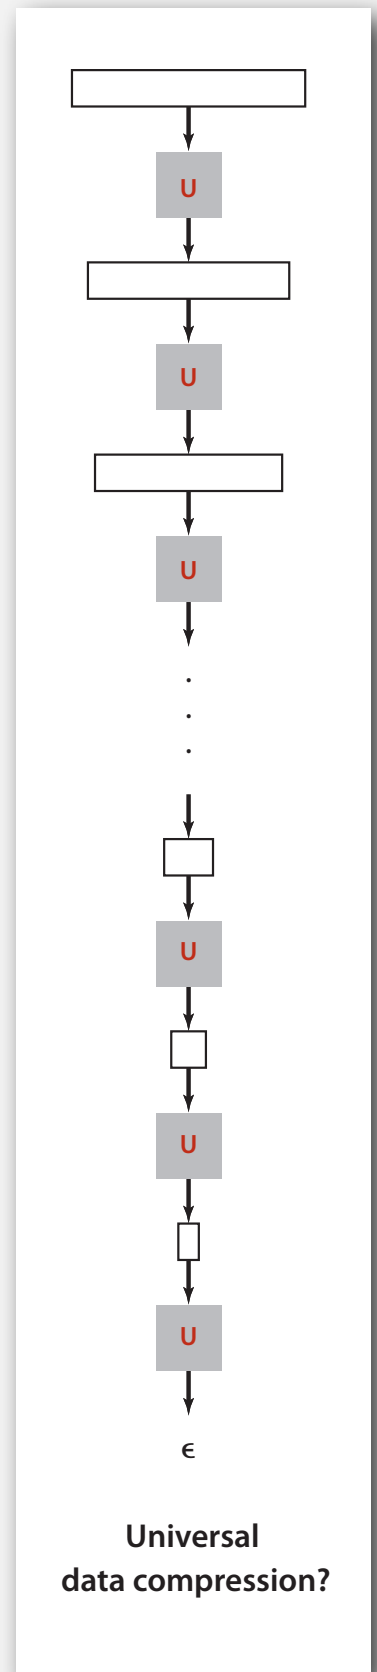 U
U
U
.
.
.
U
U
U
ϵ
Universal
data compression?